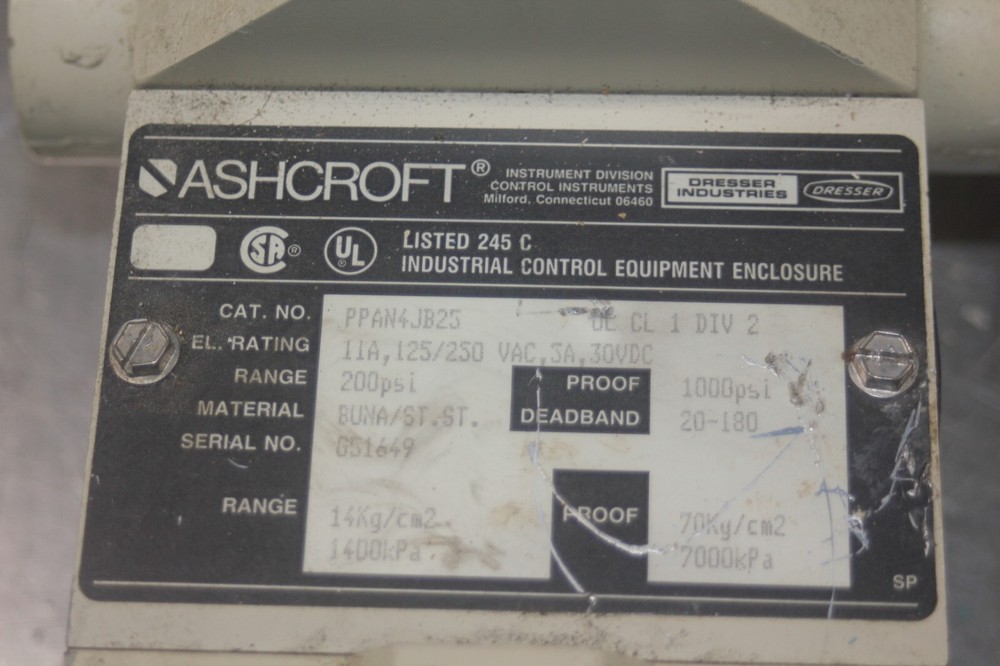 ASHCROFT®
INSTRUMENT DIVISION
CONTROL INSTRUMENTS
Milford, Connecticut 06460
DRESSER
INDUSTRIES
DRESSER
SA ®
UL
LISTED 245 C
INDUSTRIAL CONTROL EQUIPMENT ENCLOSURE
CAT. NO. PPAN4JB25 CL 1 DIV 2
EL. RATING 11A,125/250 VAC,5A,30VDC
RANGE 200psi PROOF 1000psi
MATERIAL BUNA/ST.ST. DEADBAND 20-180
SERIAL NO. GS1649
RANGE 14Kg/cm2 PROOF 70Kg/cm2
1400kPa 7000kPa
SP